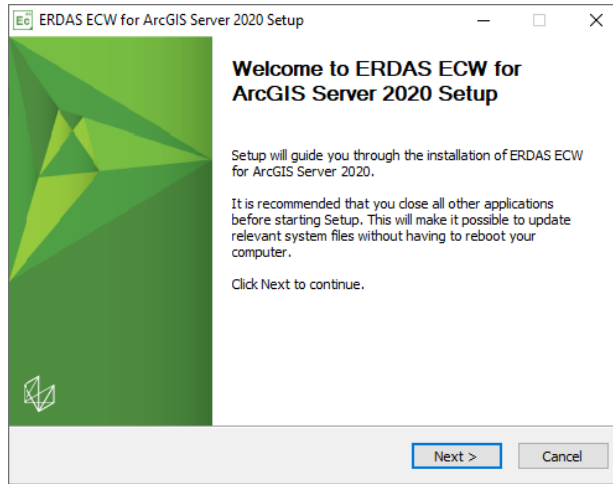 Ec ERDAS ECW for ArcGIS Server 2020 Setup
Welcome to ERDAS ECW for
ArcGIS Server 2020 Setup
Setup will guide you through the installation of ERDAS ECW
for ArcGIS Server 2020.
It is recommended that you close all other applications
before starting Setup. This will make it possible to update
relevant system files without having to reboot your
computer.
Click Next to continue.
Next >
Cancel